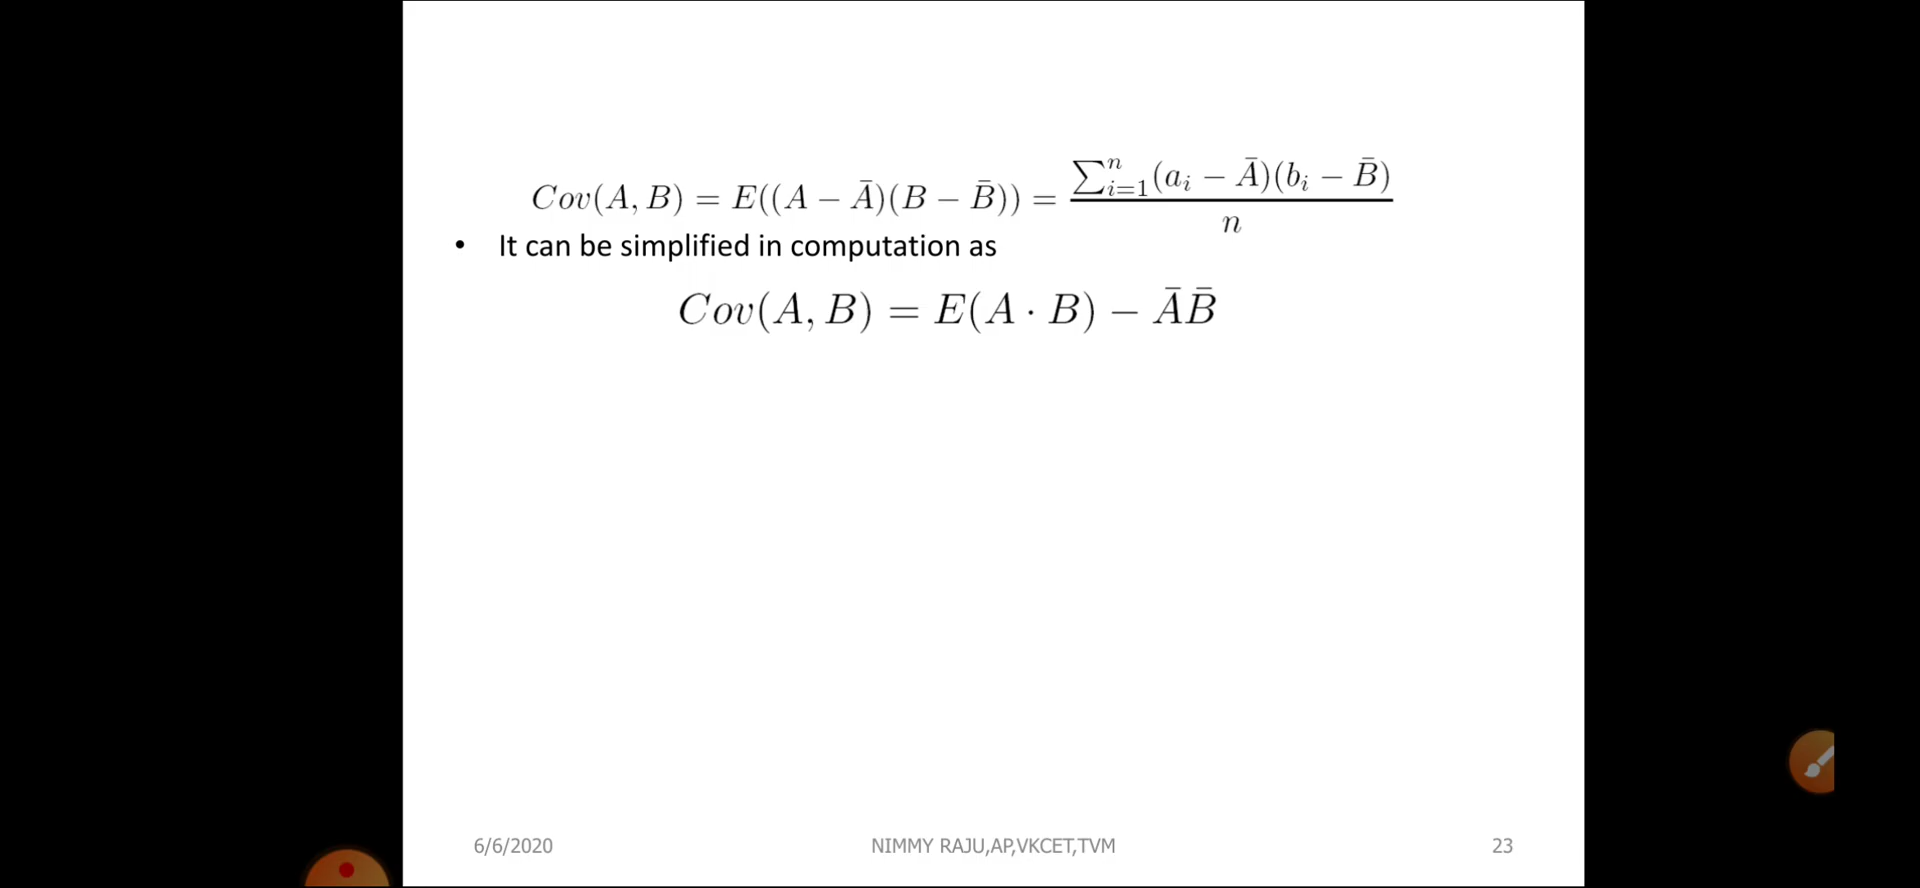 Cov(A, B) = E((A − Ā)(B − B̄)) = ∑ⁿᵢ₌₁(aᵢ − Ā)(bᵢ − B̄) / n
• It can be simplified in computation as
Cov(A, B) = E(A · B) − ĀB̄
6/6/2020 NIMMY RAJU,AP,VKCET,TVM 23